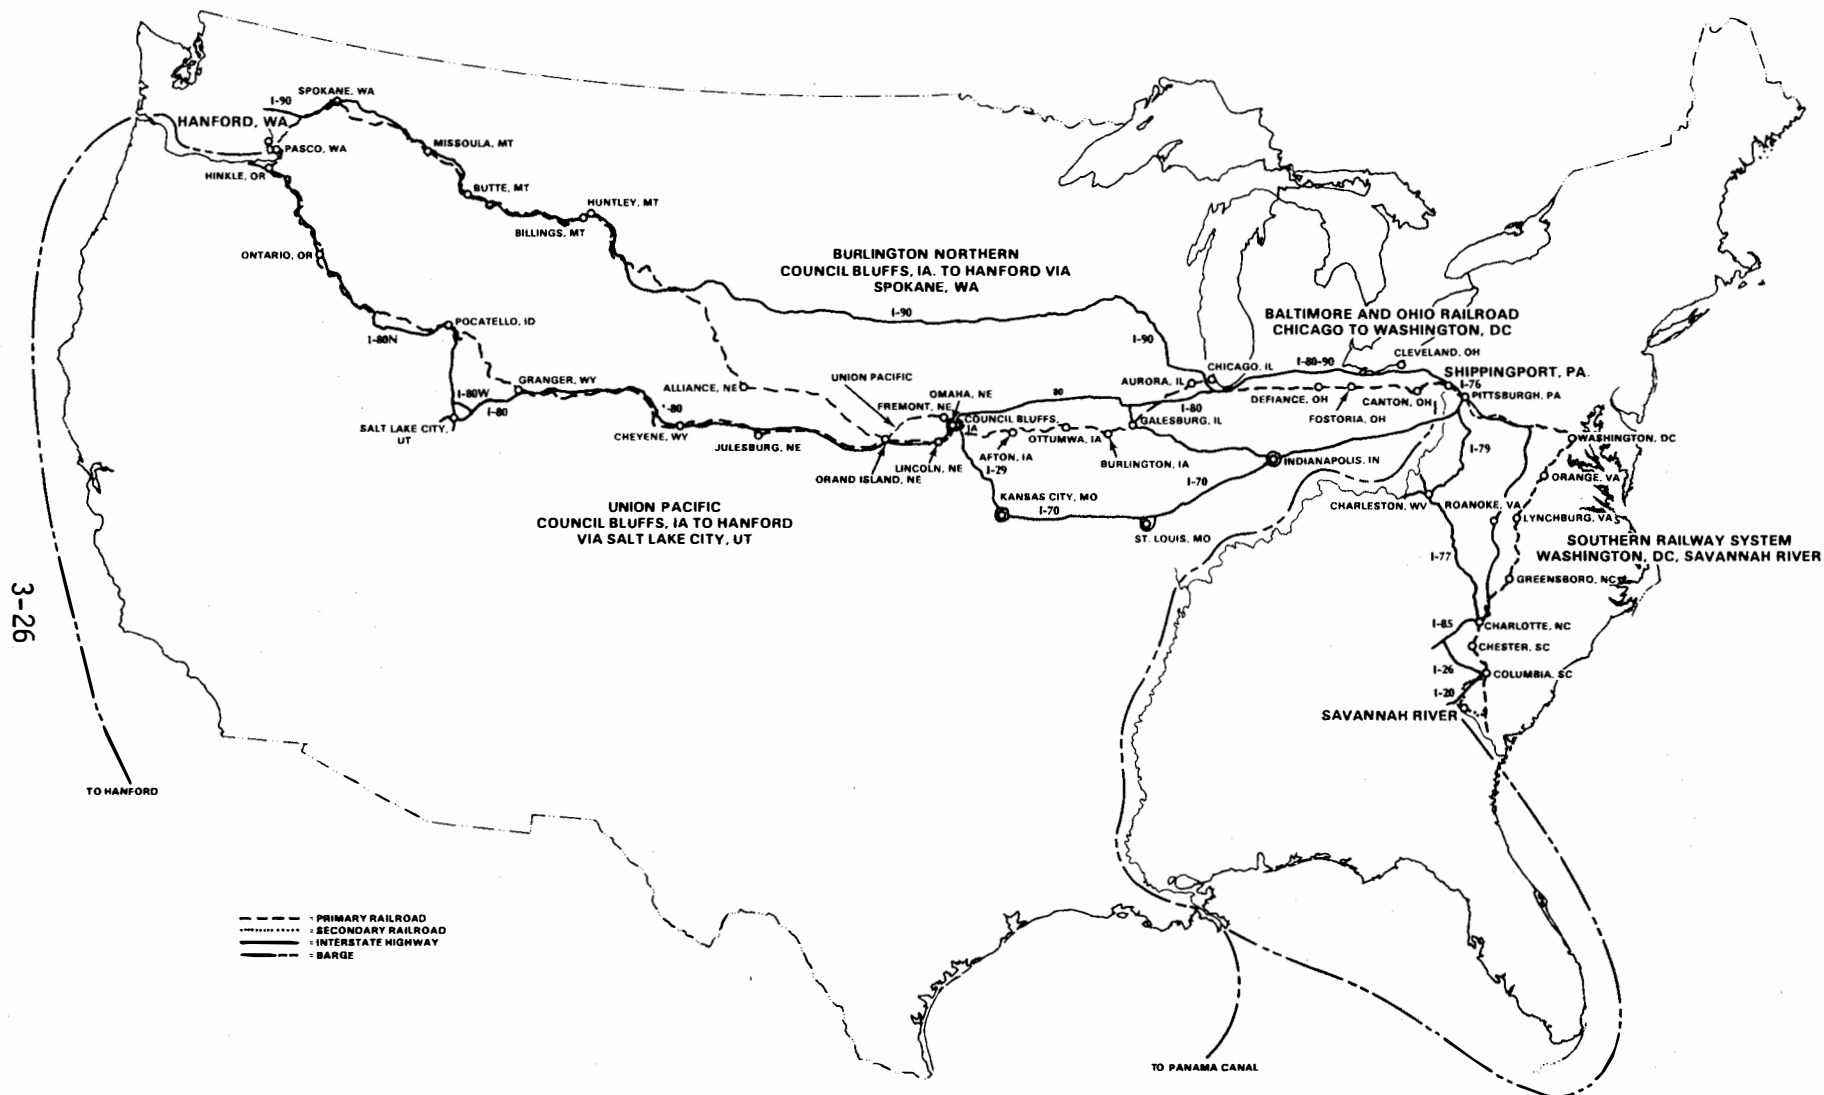 SPOKANE, WA
I-90
HANFORD, WA
PASCO, WA
HINKLE, OR
MISSOULA, MT
BUTTE, MT
HUNTLEY, MT
BILLINGS, MT
ONTARIO, OR
BURLINGTON NORTHERN
COUNCIL BLUFFS, IA. TO HANFORD VIA
SPOKANE, WA
I-90
I-90
POCATELLO, ID
I-80N
BALTIMORE AND OHIO RAILROAD
CHICAGO TO WASHINGTON, DC
CLEVELAND, OH
I-80-90
CHICAGO, IL
AURORA, IL
SHIPPINGPORT, PA.
I-76
PITTSBURGH, PA
GRANGER, WY
I-80W
I-80
ALLIANCE, NE
UNION PACIFIC
OMAHA, NE
80
FREMONT, NE
I-80
DEFIANCE, OH
CANTON, OH
FOSTORIA, OH
SALT LAKE CITY,
UT
-80
CHEYENE, WY
JULESBURG, NE
COUNCIL BLUFFS,
IA
GALESBURG, IL
OTTUMWA, IA
AFTON, IA
BURLINGTON, IA
LINCOLN, NE
ORAND ISLAND, NE
I-29
INDIANAPOLIS, IN
I-79
WASHINGTON, DC
ORANGE, VA
I-70
KANSAS CITY, MO
I-70
ST. LOUIS, MO
CHARLESTON, WV
ROANOKE, VA
LYNCHBURG, VA
UNION PACIFIC
COUNCIL BLUFFS, IA TO HANFORD
VIA SALT LAKE CITY, UT
SOUTHERN RAILWAY SYSTEM
WASHINGTON, DC, SAVANNAH RIVER
I-77
GREENSBORO, NC
3-26
I-85
CHARLOTTE, NC
CHESTER, SC
I-26
COLUMBIA, SC
I-20
SAVANNAH RIVER
TO HANFORD
= PRIMARY RAILROAD
= SECONDARY RAILROAD
= INTERSTATE HIGHWAY
= BARGE
TO PANAMA CANAL